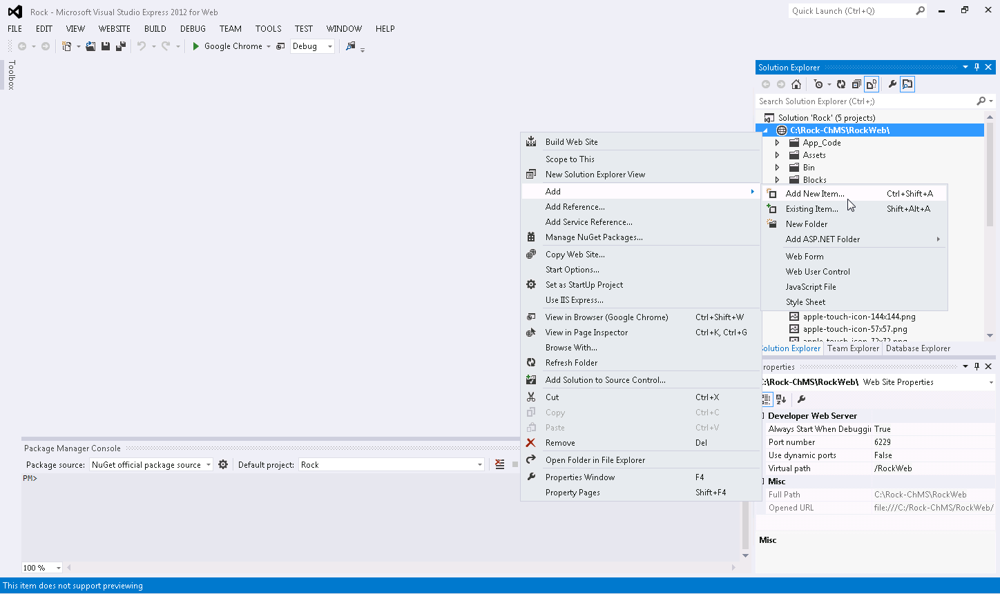 Rock - Microsoft Visual Studio Express 2012 for Web
Quick Launch (Ctrl+Q)
FILE EDIT VIEW WEBSITE BUILD DEBUG TEAM TOOLS TEST WINDOW HELP
Google Chrome Debug
Toolbox
Solution Explorer
Search Solution Explorer (Ctrl+;)
Solution 'Rock' (5 projects)
C:\Rock-ChMS\RockWeb\
App_Code
Assets
Bin
Blocks
Build Web Site
Scope to This
New Solution Explorer View
Add
Add Reference...
Add Service Reference...
Manage NuGet Packages...
Copy Web Site...
Start Options...
Set as StartUp Project
Use IIS Express...
View in Browser (Google Chrome) Ctrl+Shift+W
View in Page Inspector Ctrl+K, Ctrl+G
Browse With...
Refresh Folder
Add Solution to Source Control...
Cut Ctrl+X
Copy Ctrl+C
Paste Ctrl+V
Remove Del
Open Folder in File Explorer
Properties Window F4
Property Pages Shift+F4
Add New Item... Ctrl+Shift+A
Existing Item... Shift+Alt+A
New Folder
Add ASP.NET Folder
Web Form
Web User Control
JavaScript File
Style Sheet
apple-touch-icon-144x144.png
apple-touch-icon-57x57.png
apple-touch-icon-72x72.png
olution Explorer Team Explorer Database Explorer
roperties
:\Rock-ChMS\RockWeb\ Web Site Properties
Developer Web Server
Always Start When Debuggin True
Port number 6229
Use dynamic ports False
Virtual path /RockWeb
Misc
Full Path C:\Rock-ChMS\RockWeb
Opened URL file:///C:/Rock-ChMS/RockWeb/
Misc
Package Manager Console
Package source: NuGet official package source Default project: Rock
PM>
100 %
This item does not support previewing